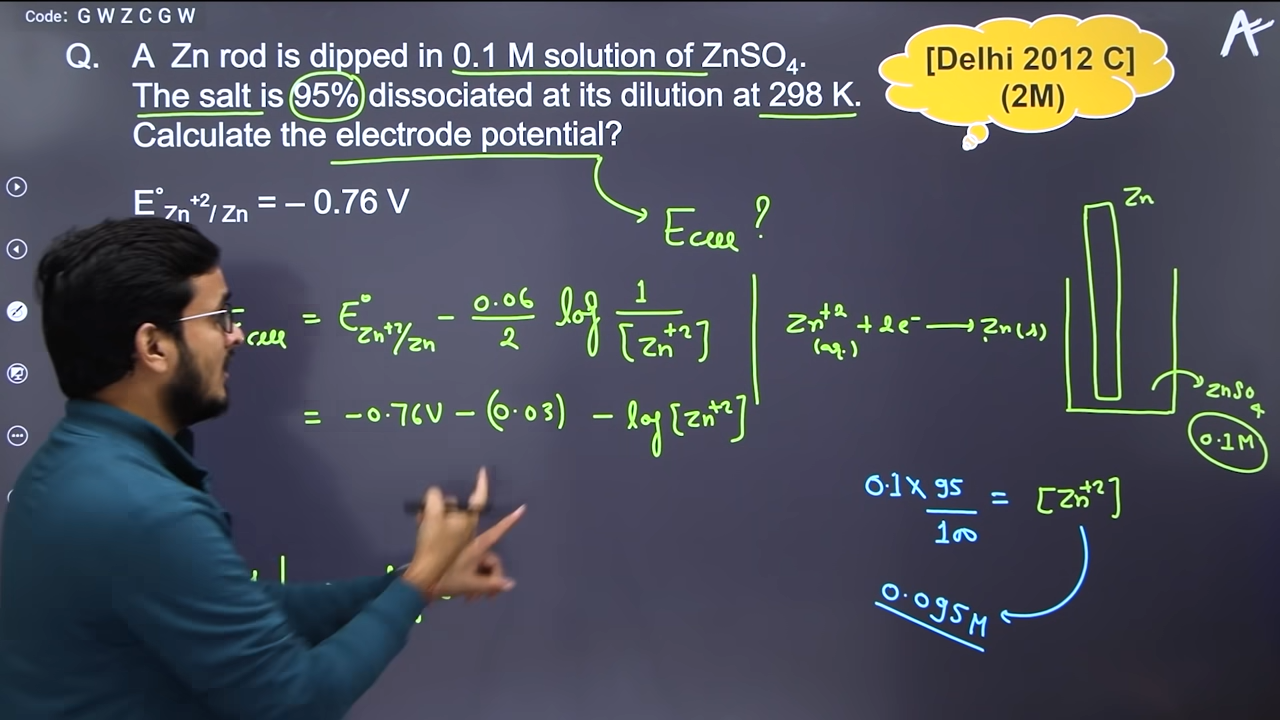 Code: G W Z C G W
Q. A Zn rod is dipped in 0.1 M solution of ZnSO₄.
The salt is 95% dissociated at its dilution at 298 K.
Calculate the electrode potential?
[Delhi 2012 C]
(2M)
E°Zn⁺²/Zn = – 0.76 V
Ecell ?
Zn
Ecell = E°Zn⁺²/Zn - 0.06/2 log 1/[Zn⁺²]
Zn⁺²(aq.) + 2e⁻ → Zn(s)
ZnSO₄
0.1M
= -0.76V - (0.03) - log [Zn⁺²]
0.1 × 95/100 = [Zn⁺²]
0.095M